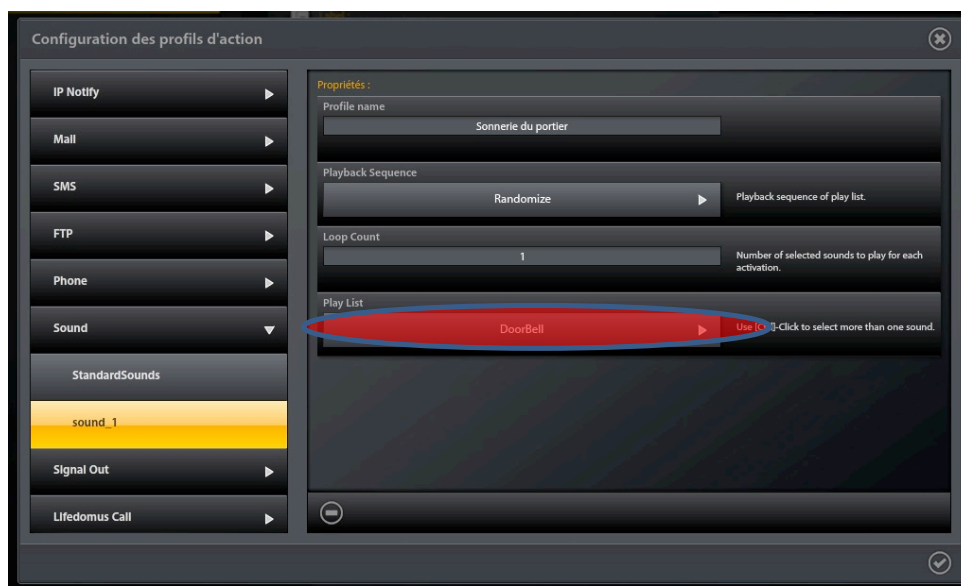 Configuration des profils d'action
IP Notify
Mail
SMS
FTP
Phone
Sound
StandardSounds
sound_1
Signal Out
Lifedomus Call
Propriétés :
Profile name
Sonnerie du portier
Playback Sequence
Randomize
Playback sequence of play list.
Loop Count
1
Number of selected sounds to play for each
activation.
Play List
DoorBell
Use -Click to select more than one sound.